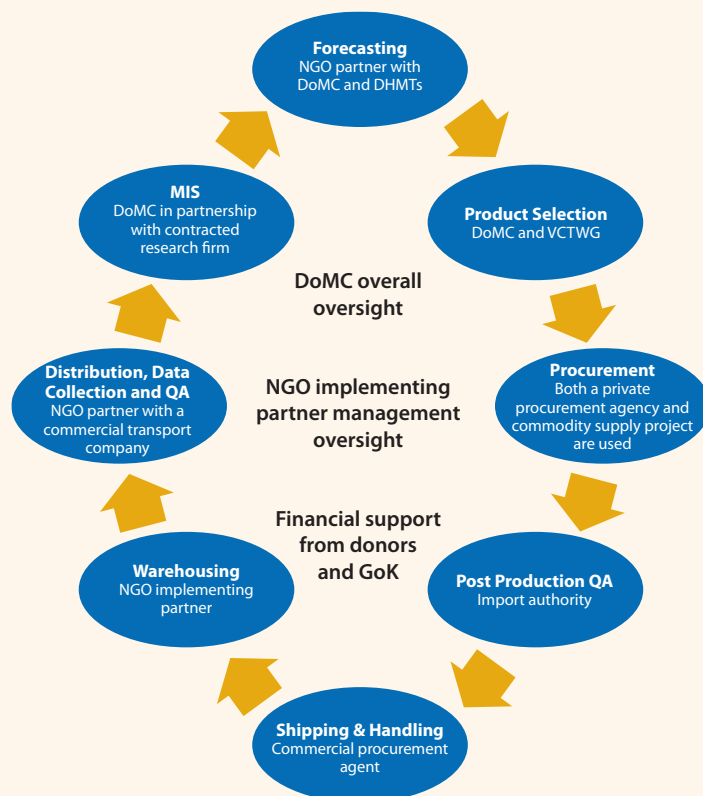 Forecasting
NGO partner with
DoMC and DHMTs
MIS
DoMC in partnership
with contracted
research firm
Product Selection
DoMC and VCTWG
DoMC overall
oversight
Distribution, Data
Collection and QA
NGO partner with a
commercial transport
company
NGO implementing
partner management
oversight
Procurement
Both a private
procurement agency and
commodity supply project
are used
Financial support
from donors
and GoK
Warehousing
NGO implementing
partner
Post Production QA
Import authority
Shipping & Handling
Commercial procurement
agent